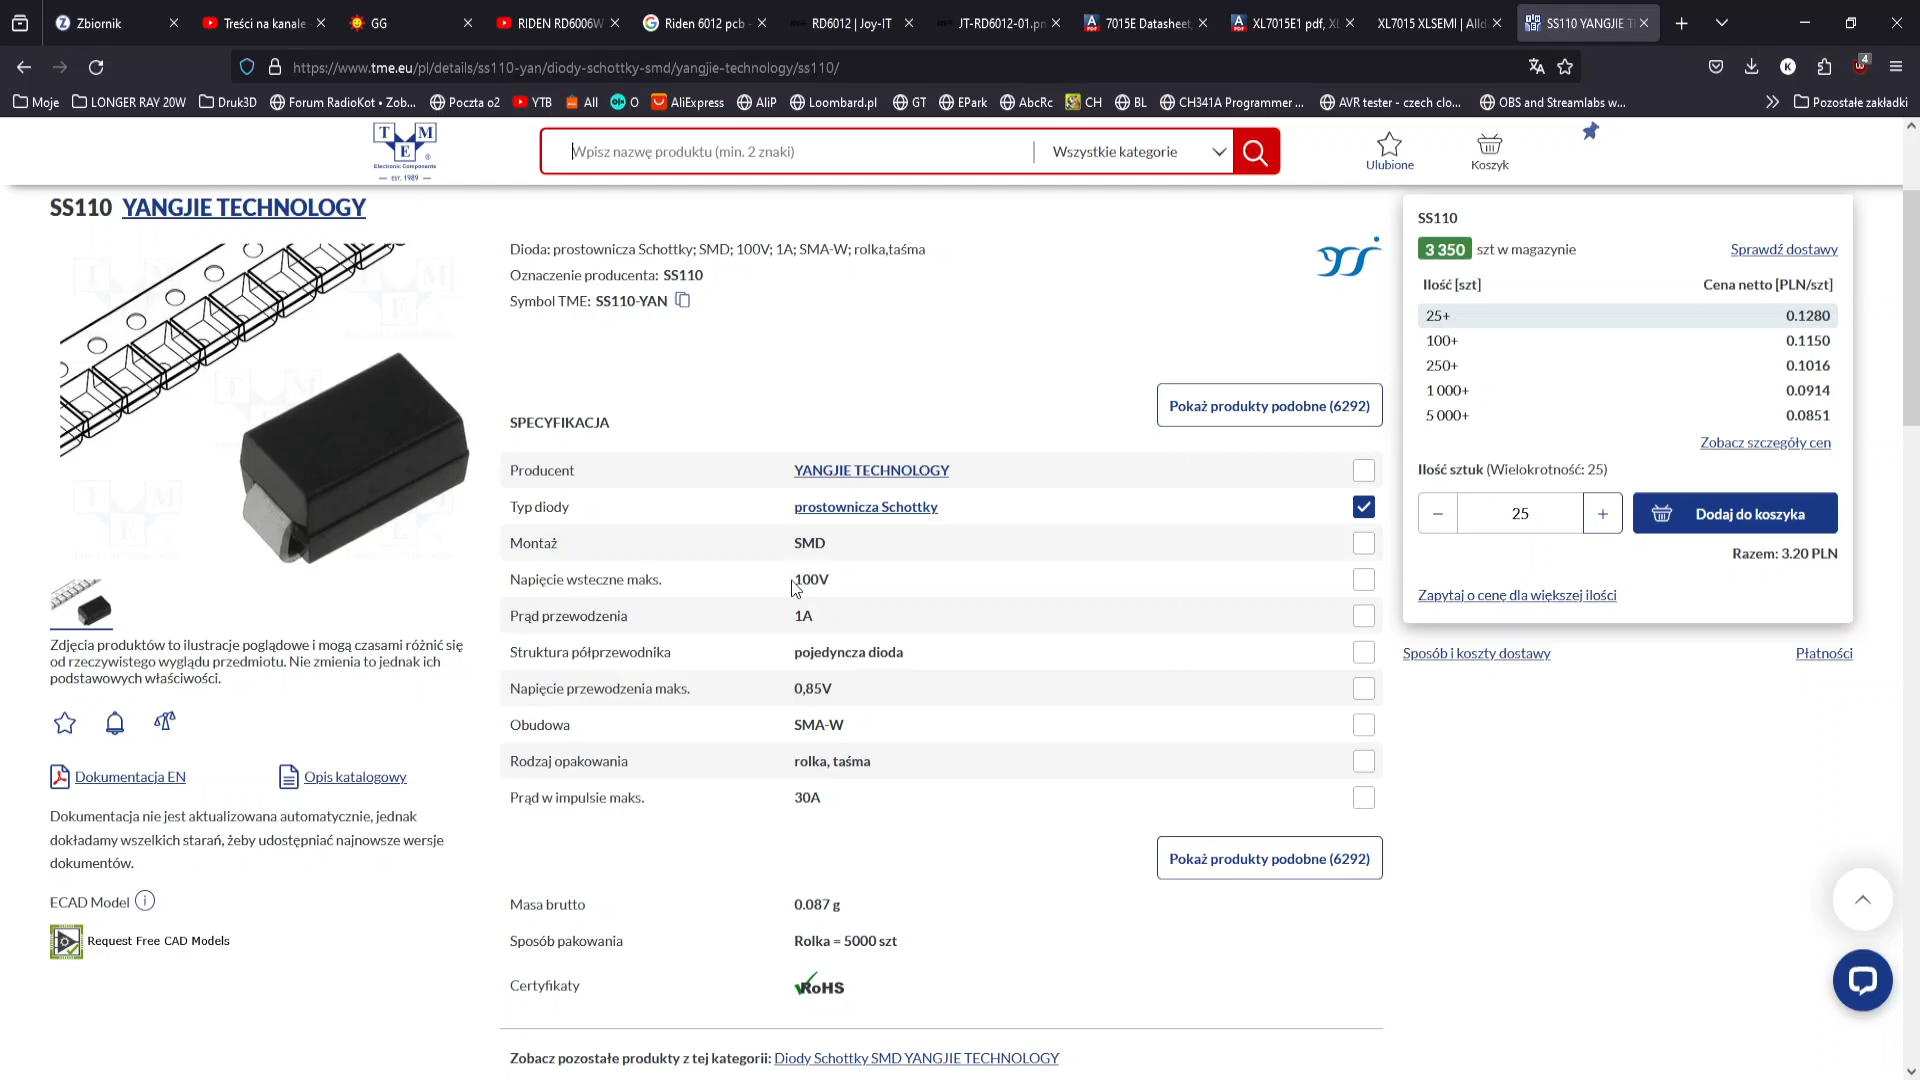 Zbiornik
Treści na kanale
GG
RIDEN RD6006W
Riden 6012 pcb
RD6012 | Joy-IT
JT-RD6012-01.pn
7015E Datasheet
XL7015E1 pdf, XL
XL7015 XLSEMI | Alld
SS110 YANGJIE T
https://www.tme.eu/pl/details/ss110-yan/diody-schottky-smd/yangjie-technology/ss110/
K
4
Moje
LONGER RAY 20W
Druk3D
Forum RadioKot • Zob...
Poczta o2
YTB
All
O
AliExpress
AliP
Loombard.pl
GT
EPark
AbcRc
CH
BL
CH341A Programmer ...
AVR tester - czech clo...
OBS and Streamlabs w...
Pozostałe zakładki
T M
E
Electronic Components
EST. 1989
Wpisz nazwę produktu (min. 2 znaki)
Wszystkie kategorie
Ulubione
Koszyk
SS110 YANGJIE TECHNOLOGY
Dioda: prostownicza Schottky; SMD; 100V; 1A; SMA-W; rolka,taśma
Oznaczenie producenta: SS110
Symbol TME: SS110-YAN
Pokaż produkty podobne (6292)
SPECYFIKACJA
Producent YANGJIE TECHNOLOGY
Typ diody prostownicza Schottky
Montaż SMD
Napięcie wsteczne maks. 100V
Prąd przewodzenia 1A
Struktura półprzewodnika pojedyncza dioda
Napięcie przewodzenia maks. 0,85V
Obudowa SMA-W
Rodzaj opakowania rolka, taśma
Prąd w impulsie maks. 30A
Pokaż produkty podobne (6292)
Masa brutto 0.087 g
Sposób pakowania Rolka = 5000 szt
Certyfikaty RoHS
Zobacz pozostałe produkty z tej kategorii: Diody Schottky SMD YANGJIE TECHNOLOGY
Zdjęcia produktów to ilustracje poglądowe i mogą czasami różnić się
od rzeczywistego wyglądu przedmiotu. Nie zmienia to jednak ich
podstawowych właściwości.
Dokumentacja EN
Opis katalogowy
Dokumentacja nie jest aktualizowana automatycznie, jednak
dokładamy wszelkich starań, żeby udostępniać najnowsze wersje
dokumentów.
ECAD Model
Request Free CAD Models
SS110
3 350 szt w magazynie
Sprawdź dostawy
Ilość [szt] Cena netto [PLN/szt]
25+ 0.1280
100+ 0.1150
250+ 0.1016
1 000+ 0.0914
5 000+ 0.0851
Zobacz szczegóły cen
Ilość sztuk (Wielokrotność: 25)
− 25 +
Dodaj do koszyka
Razem: 3.20 PLN
Zapytaj o cenę dla większej ilości
Sposób i koszty dostawy
Płatności